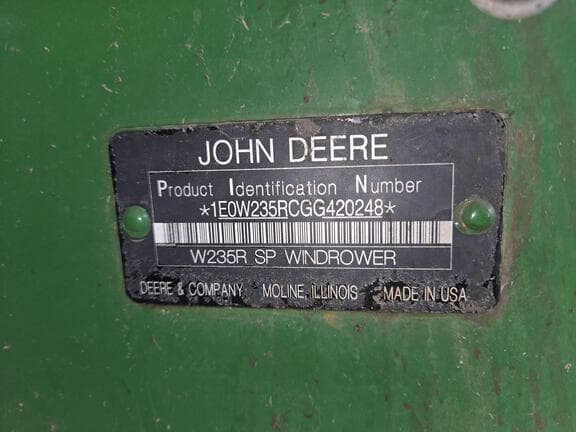 JOHN DEERE
Product Identification Number
*1E0W235RCGG420248*
W235R SP WINDROWER
DEERE & COMPANY MOLINE, ILLINOIS MADE IN USA